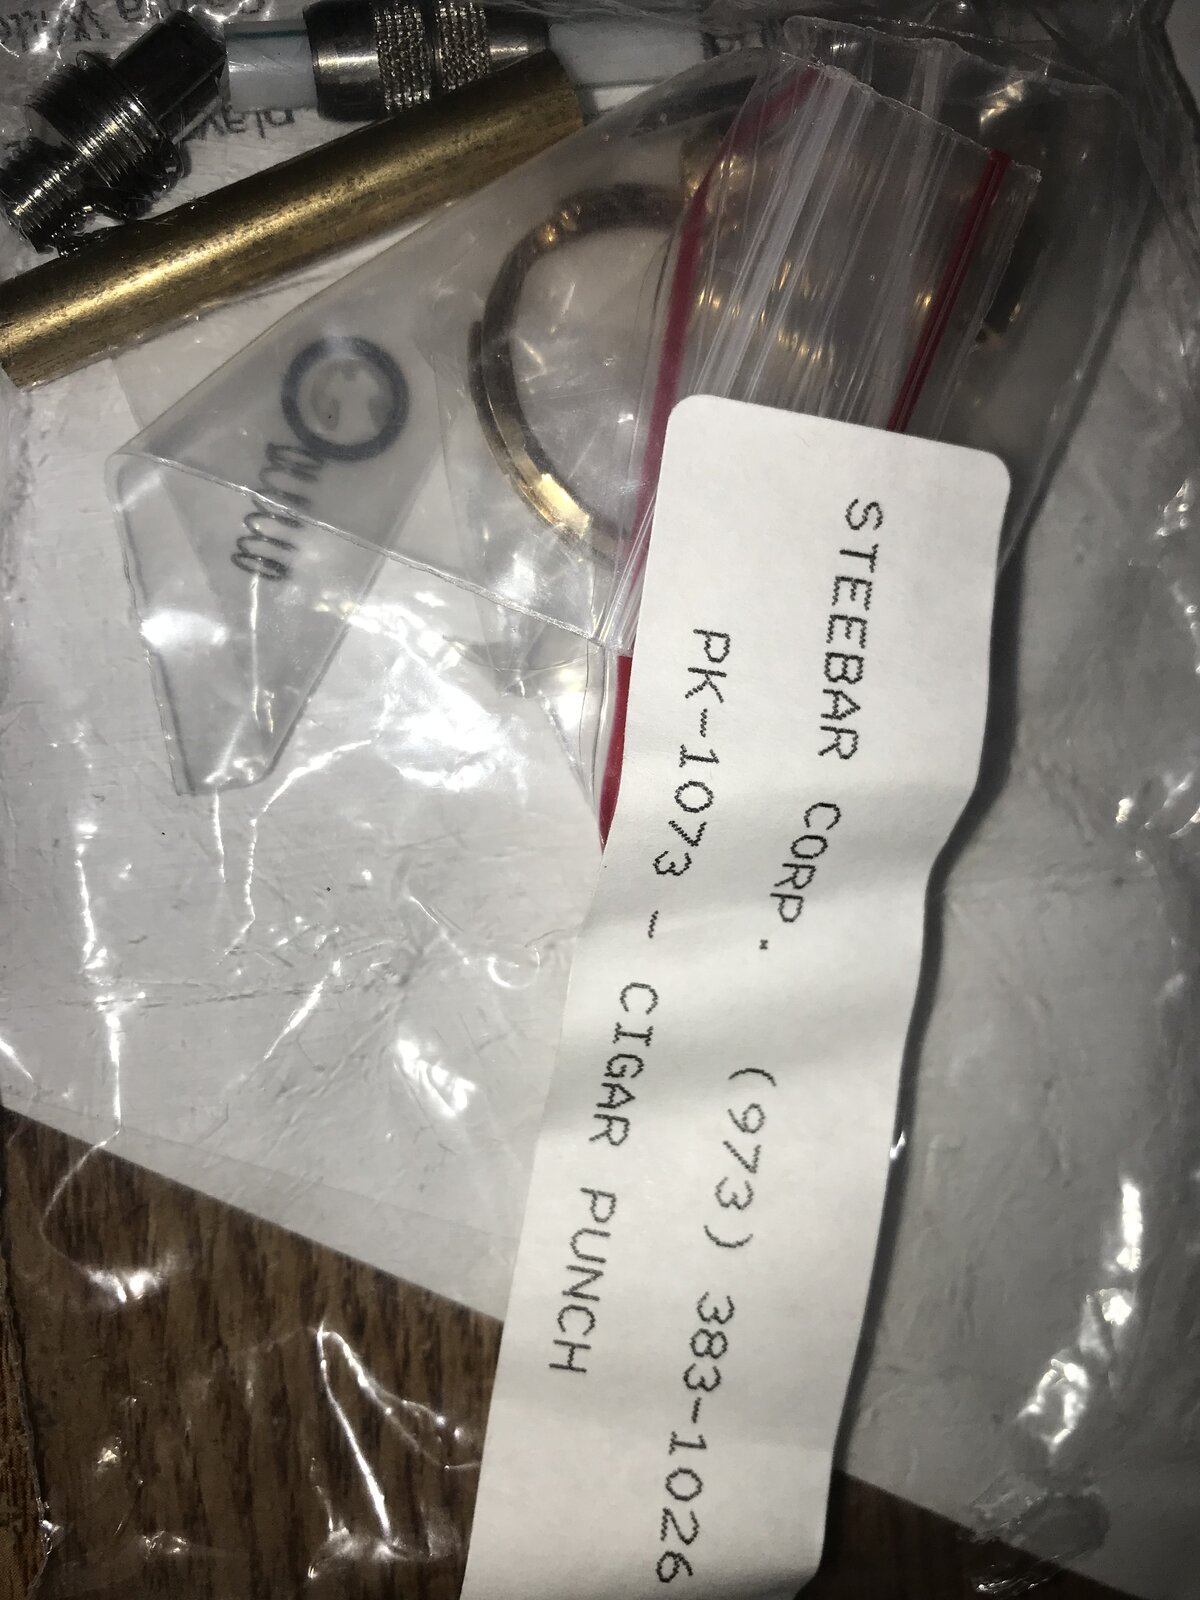 STEEBAR CORP. (973) 383-1026
PK-1073 - CIGAR PUNCH